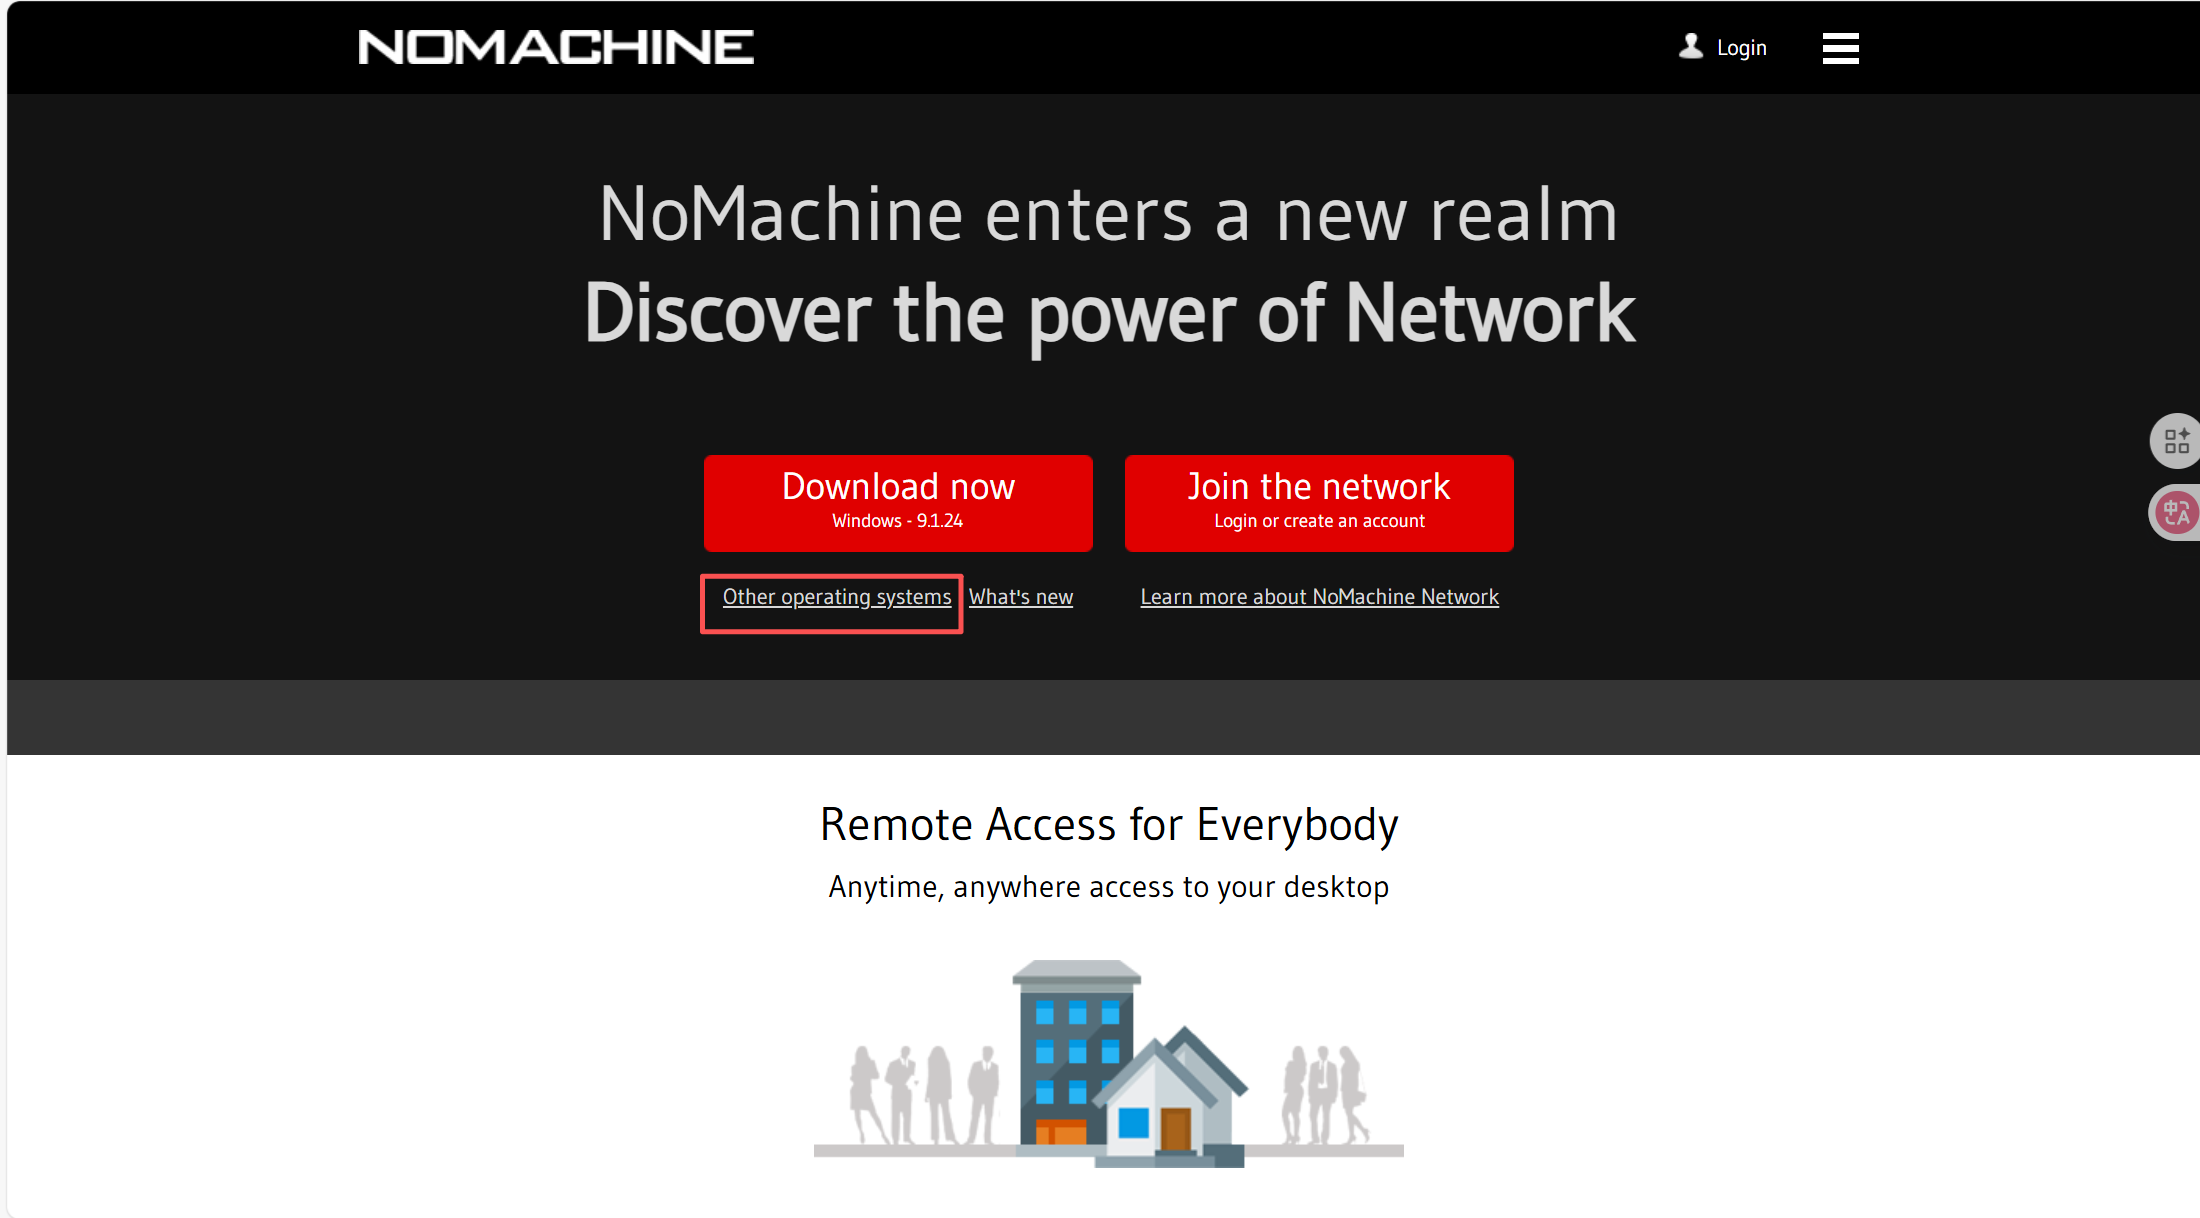 NOMACHINE
Login
NoMachine enters a new realm
Discover the power of Network
Download now
Windows - 9.1.24
Join the network
Login or create an account
Other operating systems
What's new
Learn more about NoMachine Network
Remote Access for Everybody
Anytime, anywhere access to your desktop
中A